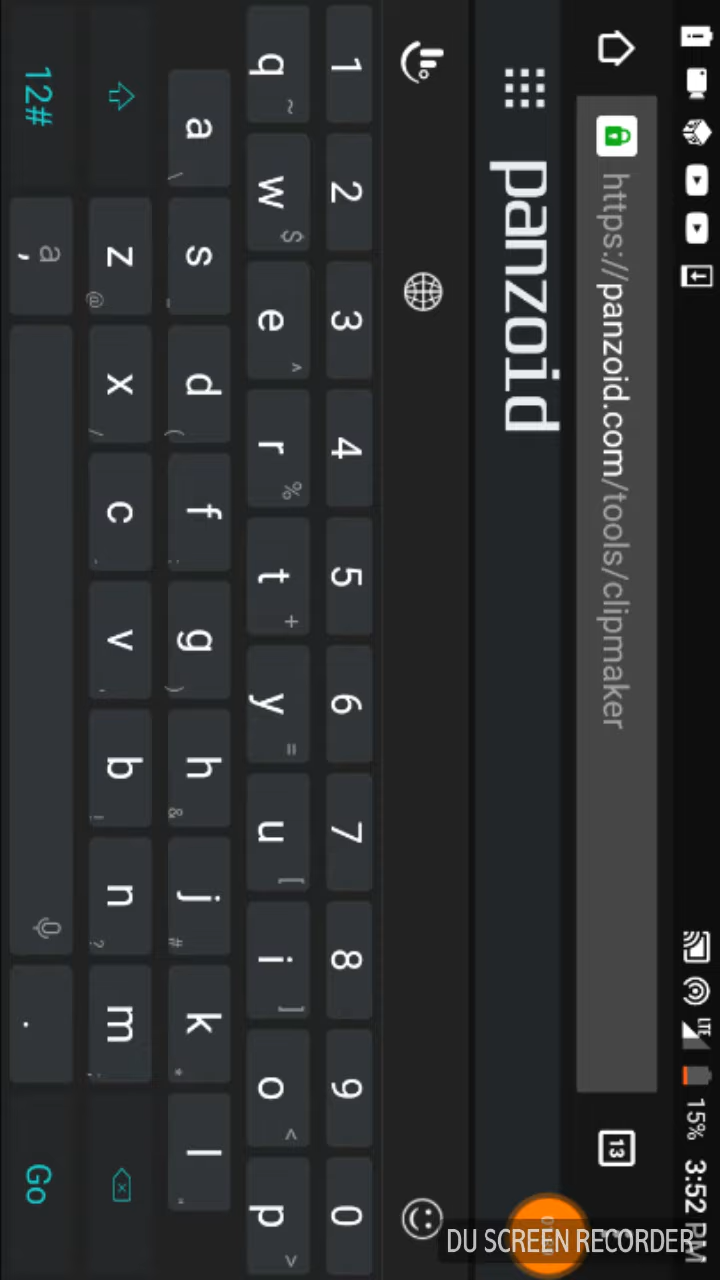 15% 3:52 PM
LTE
https://panzoid.com/tools/clipmaker
13
panzoid
1 2 3 4 5 6 7 8 9 0
q ~ w $ e ^ r % t + y = u [ i ] o < p >
a \ s _ d ( f : g ) h & j # k * l "
z @ x / c - v ' b ! n ? m ;
12# a , . Go
DU SCREEN RECORDER